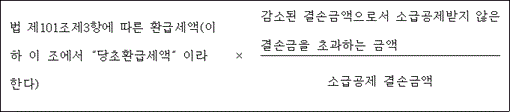 법 제101조제3항에 따른 환급세액(이
하 이 조에서 "당초환급세액" 이라
한다)
×
감소된 결손금액으로서 소급공제받지 않은
결손금을 초과하는 금액
소급공제 결손금액